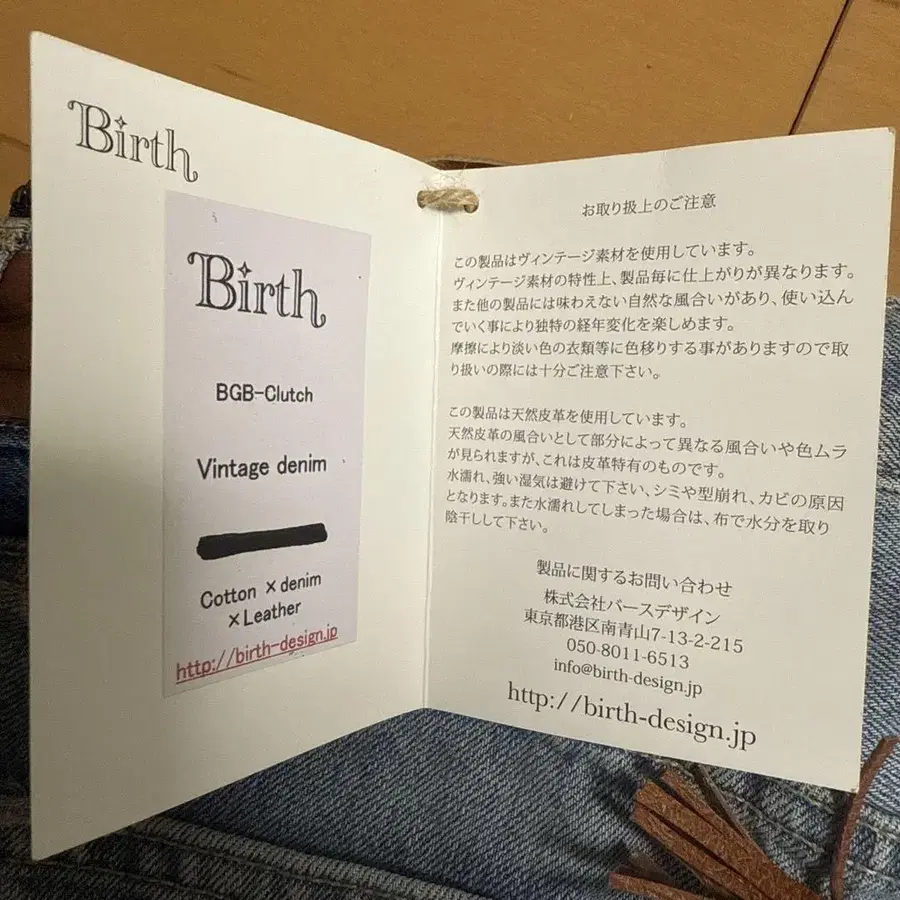 Birth
Birth
BGB-Clutch
Vintage denim
Cotton ×denim
×Leather
http://birth-design.jp
お取り扱上のご注意
この製品はヴィンテージ素材を使用しています。
ヴィンテージ素材の特性上、製品毎に仕上がりが異なります。
また他の製品には味わえない自然な風合いがあり、使い込ん
でいく事により独特の経年変化を楽しめます。
摩擦により淡い色の衣類等に色移りする事がありますので取
り扱いの際には十分ご注意下さい。
この製品は天然皮革を使用しています。
天然皮革の風合いとして部分によって異なる風合いや色ムラ
が見られますが、これは皮革特有のものです。
水濡れ、強い湿気は避けて下さい、シミや型崩れ、カビの原因
となります。また水濡れしてしまった場合は、布で水分を取り
陰干しして下さい。
製品に関するお問い合わせ
株式会社バースデザイン
東京都港区南青山7-13-2-215
050-8011-6513
info@birth-design.jp
http://birth-design.jp